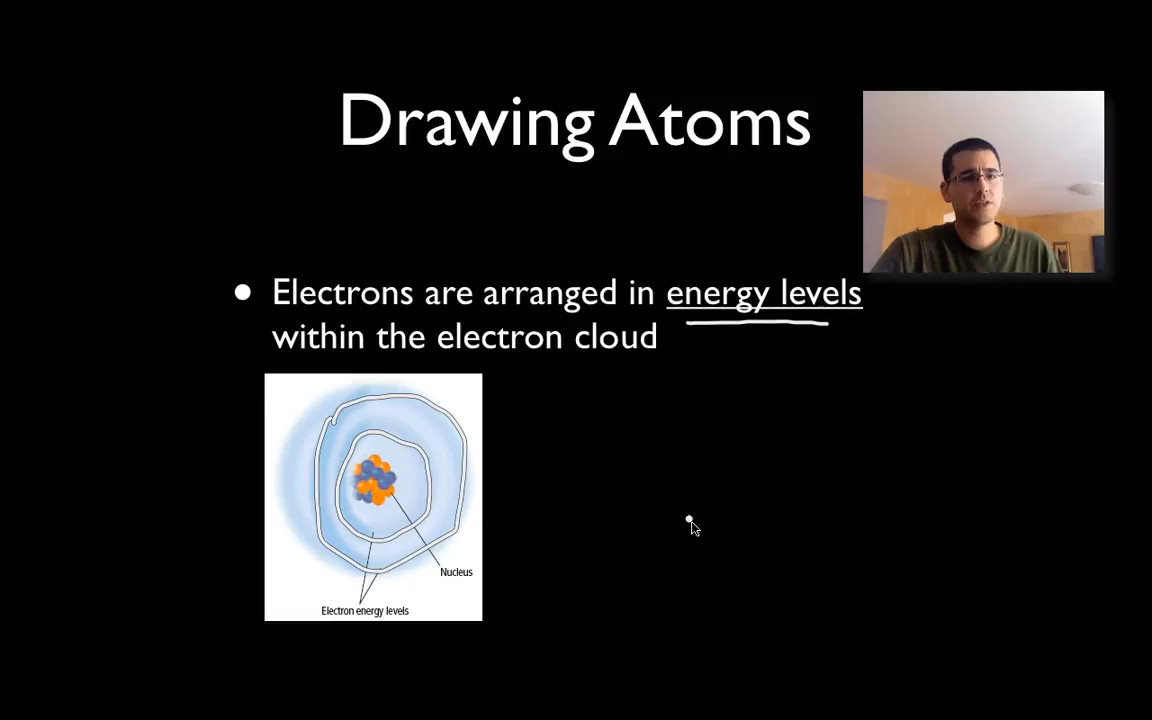 Drawing Atoms
• Electrons are arranged in energy levels
within the electron cloud
Nucleus
Electron energy levels